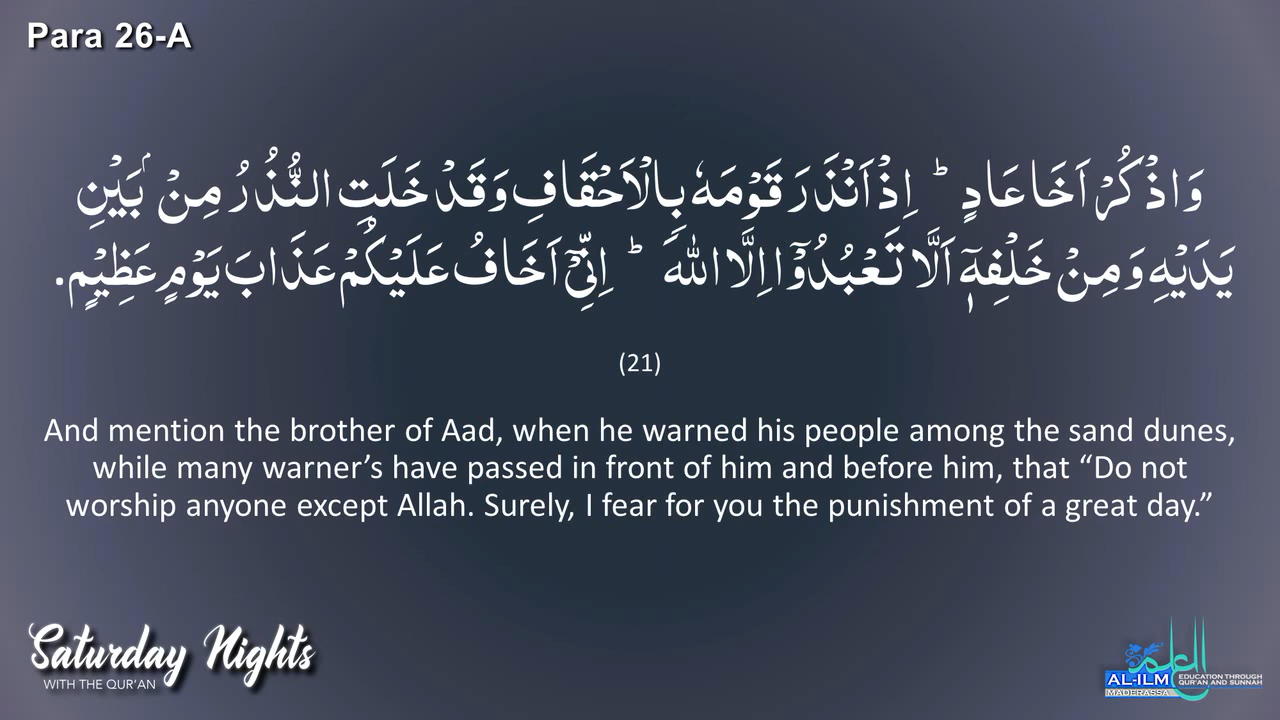 Para 26-A
وَاذْكُرْ اَخَا عَادٍ ؕ اِذْ اَنْذَرَ قَوْمَهٗ بِالْاَحْقَافِ وَقَدْ خَلَتِ النُّذُرُ مِنْۢ بَيْنِ
يَدَيْهِ وَمِنْ خَلْفِهٖۤ اَلَّا تَعْبُدُوْۤا اِلَّا اللّٰهَ ؕ اِنِّيْۤ اَخَافُ عَلَيْكُمْ عَذَابَ يَوْمٍ عَظِيْمٍ.
(21)
And mention the brother of Aad, when he warned his people among the sand dunes,
while many warner’s have passed in front of him and before him, that “Do not
worship anyone except Allah. Surely, I fear for you the punishment of a great day.”
Saturday Nights
WITH THE QUR'AN
العلم
AL-ILM
MADERASSA
EDUCATION THROUGH
QUR'AN AND SUNNAH